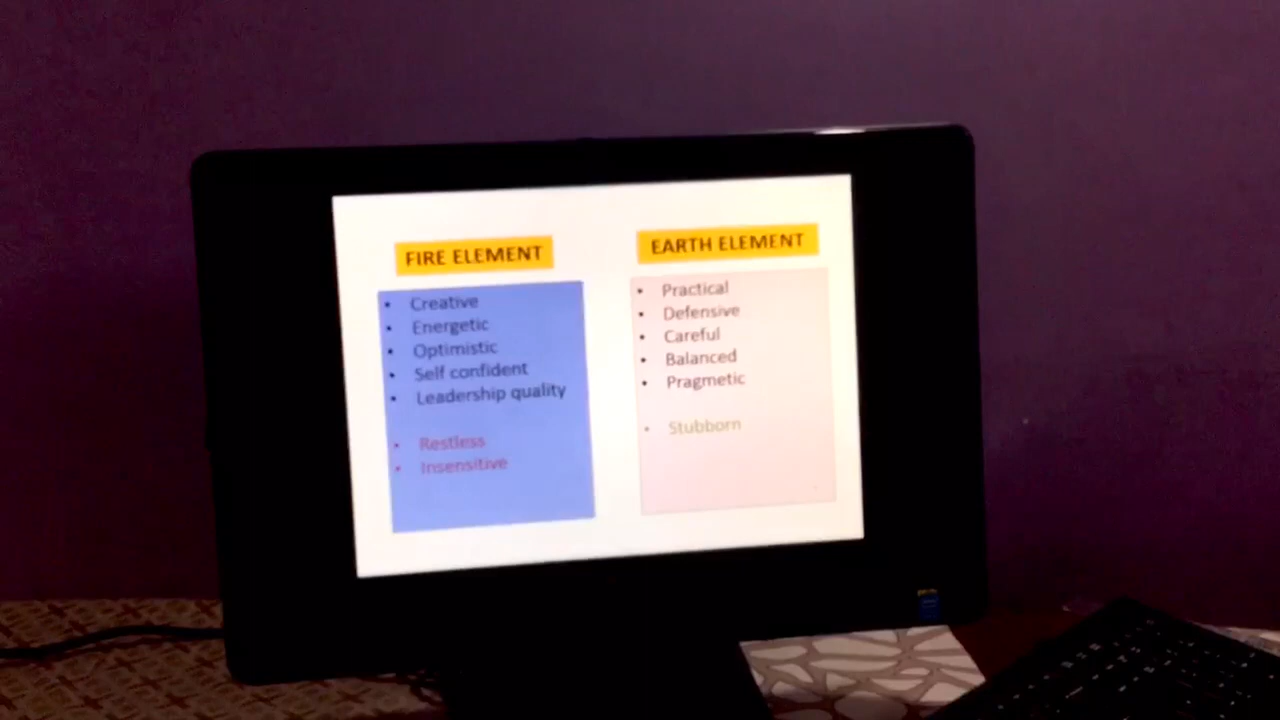 FIRE ELEMENT
Creative
Energetic
Optimistic
Self confident
Leadership quality
Restless
Insensitive
EARTH ELEMENT
Practical
Defensive
Careful
Balanced
Pragmetic
Stubborn